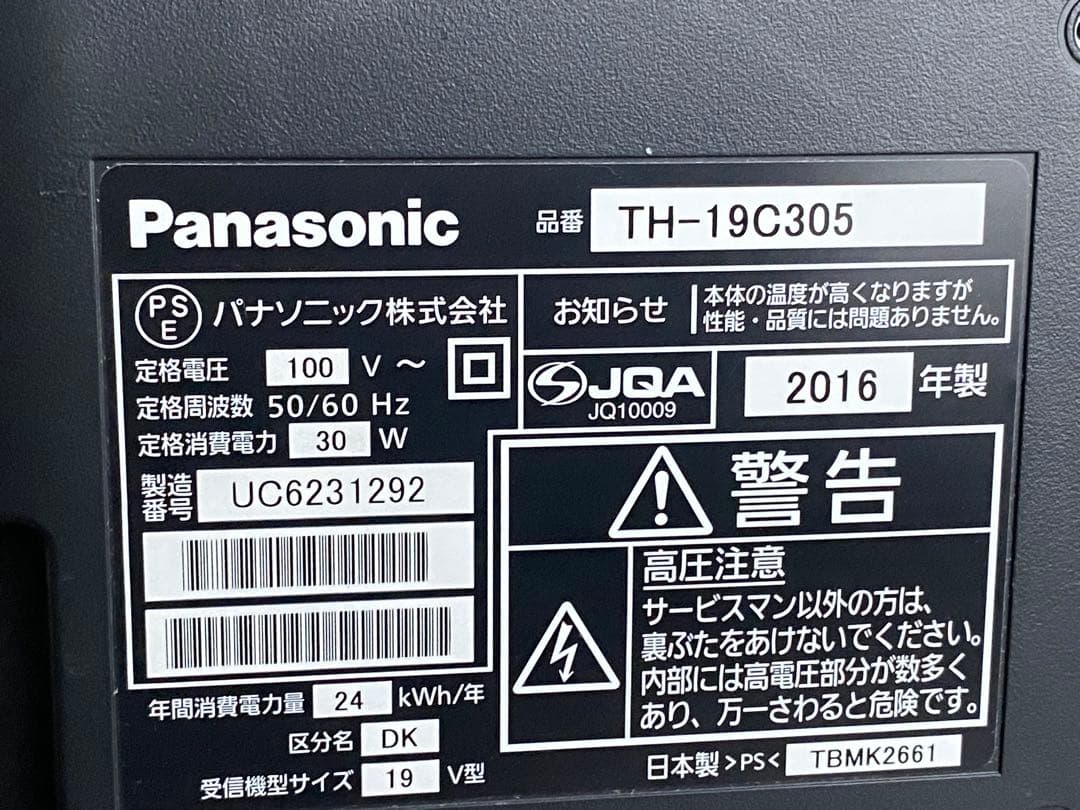 Panasonic
品番 TH-19C305
PSE パナソニック株式会社
定格電圧 100 V ～
定格周波数 50/60 Hz
定格消費電力 30 W
製造番号 UC6231292
お知らせ
本体の温度が高くなりますが
性能・品質には問題ありません。
JQA
JQ10009
2016 年製
警告
高圧注意
サービスマン以外の方は、
裏ぶたをあけないでください。
内部には高電圧部分が数多く
あり、万一さわると危険です。
年間消費電力量 24 kWh/年
区分名 DK
受信機型サイズ 19 V型
日本製 >PS< TBMK2661